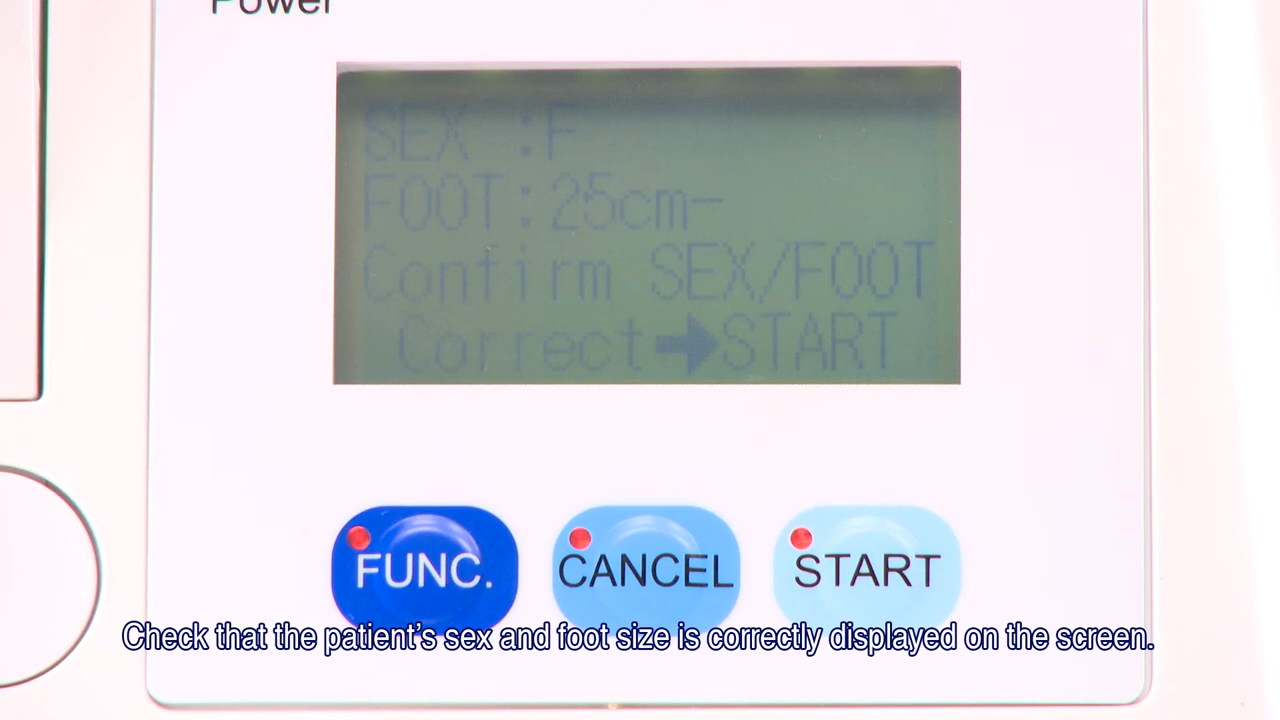 Power
SEX :F
FOOT:25cm-
Confirm SEX/FOOT
Correct➡START
FUNC.
CANCEL
START
Check that the patient's sex and foot size is correctly displayed on the screen.